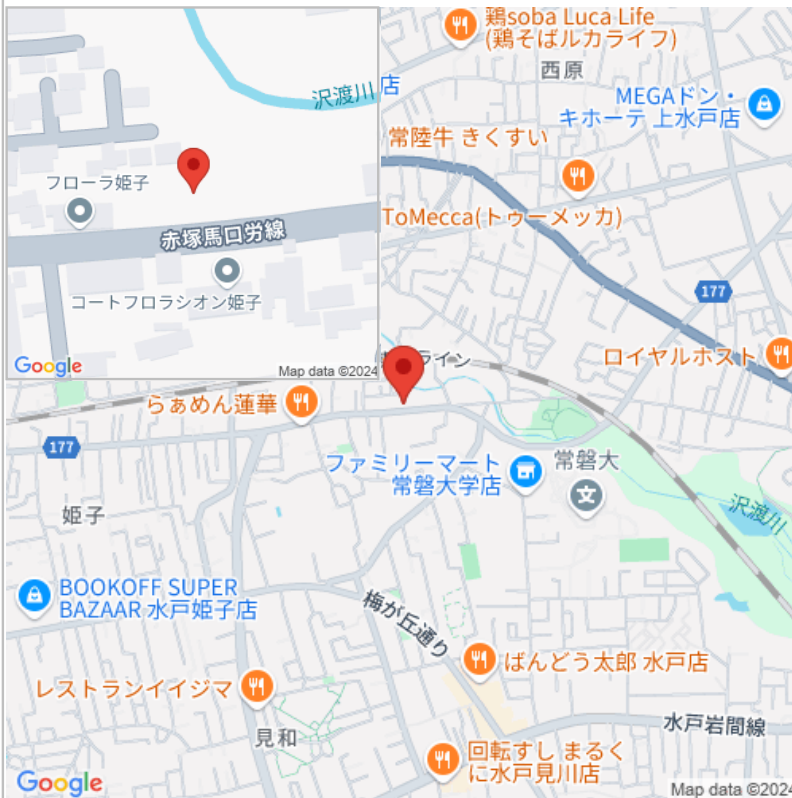 鶏soba Luca Life
(鶏そばルカライフ)
西原
沢渡川
店
MEGAドン・
キホーテ 上水戸店
常陸牛 きくすい
フローラ姫子
ToMecca(トゥーメッカ)
赤塚馬口労線
177
コートフロラシオン姫子
Google
Map data ©2024
ライン
ロイヤルホスト
らぁめん蓮華
177
ファミリーマート
常磐大学店
常磐大
姫子
沢渡川
BOOKOFF SUPER
BAZAAR 水戸姫子店
梅が丘通り
ばんどう太郎 水戸店
レストランイイジマ
見和
水戸岩間線
回転すし まるく
に水戸見川店
Google
Map data ©2024